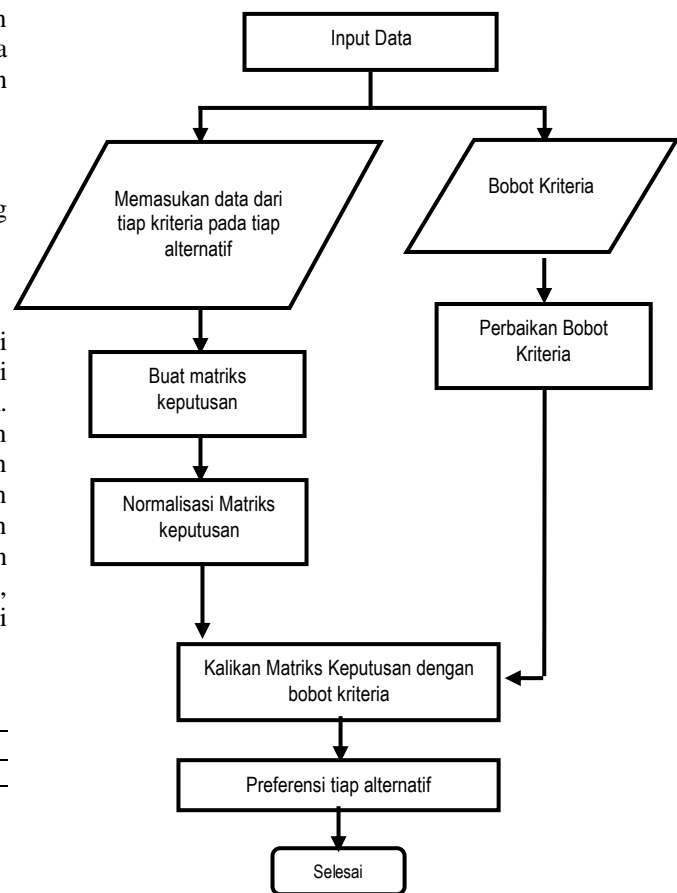 Input Data
Memasukan data dari
tiap kriteria pada tiap
alternatif
Bobot Kriteria
Perbaikan Bobot
Kriteria
Buat matriks
keputusan
Normalisasi Matriks
keputusan
Kalikan Matriks Keputusan dengan
bobot kriteria
Preferensi tiap alternatif
Selesai